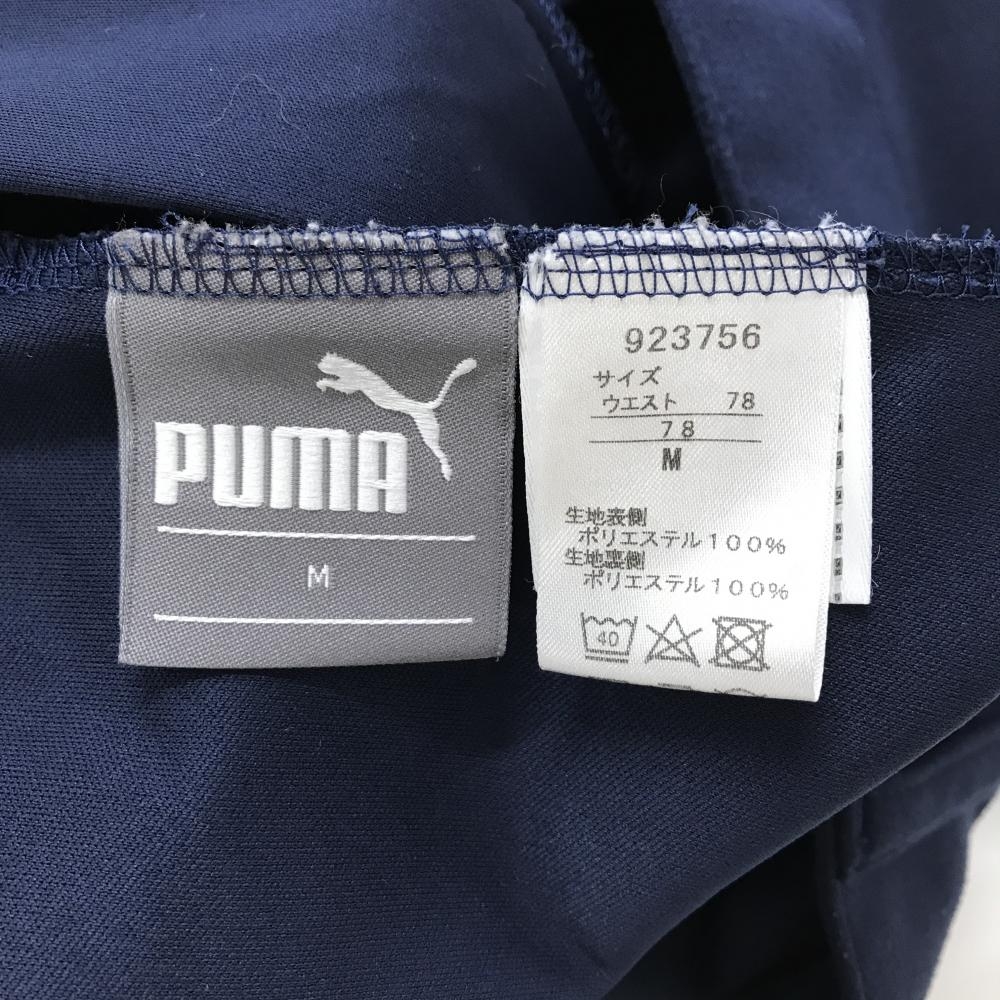 PUMA
M
923756
サイズ
ウエスト 78
78
M
生地表側
ポリエステル100%
生地裏側
ポリエステル100%
40